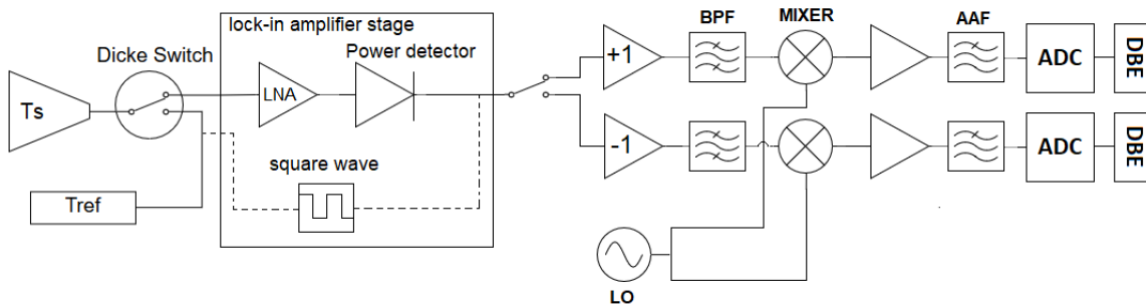 lock-in amplifier stage
BPF
MIXER
AAF
Dicke Switch
Power detector
+1
ADC
DBE
Ts
LNA
-1
ADC
DBE
square wave
Tref
LO